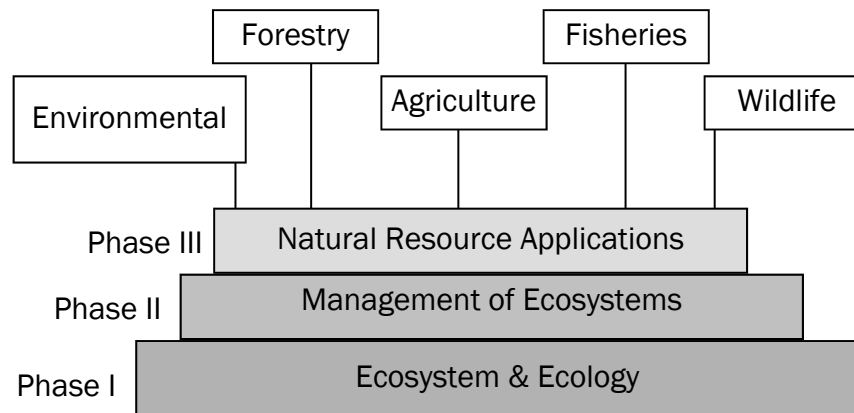 Forestry
Fisheries
Environmental
Agriculture
Wildlife
Phase III
Natural Resource Applications
Phase II
Management of Ecosystems
Phase I
Ecosystem & Ecology